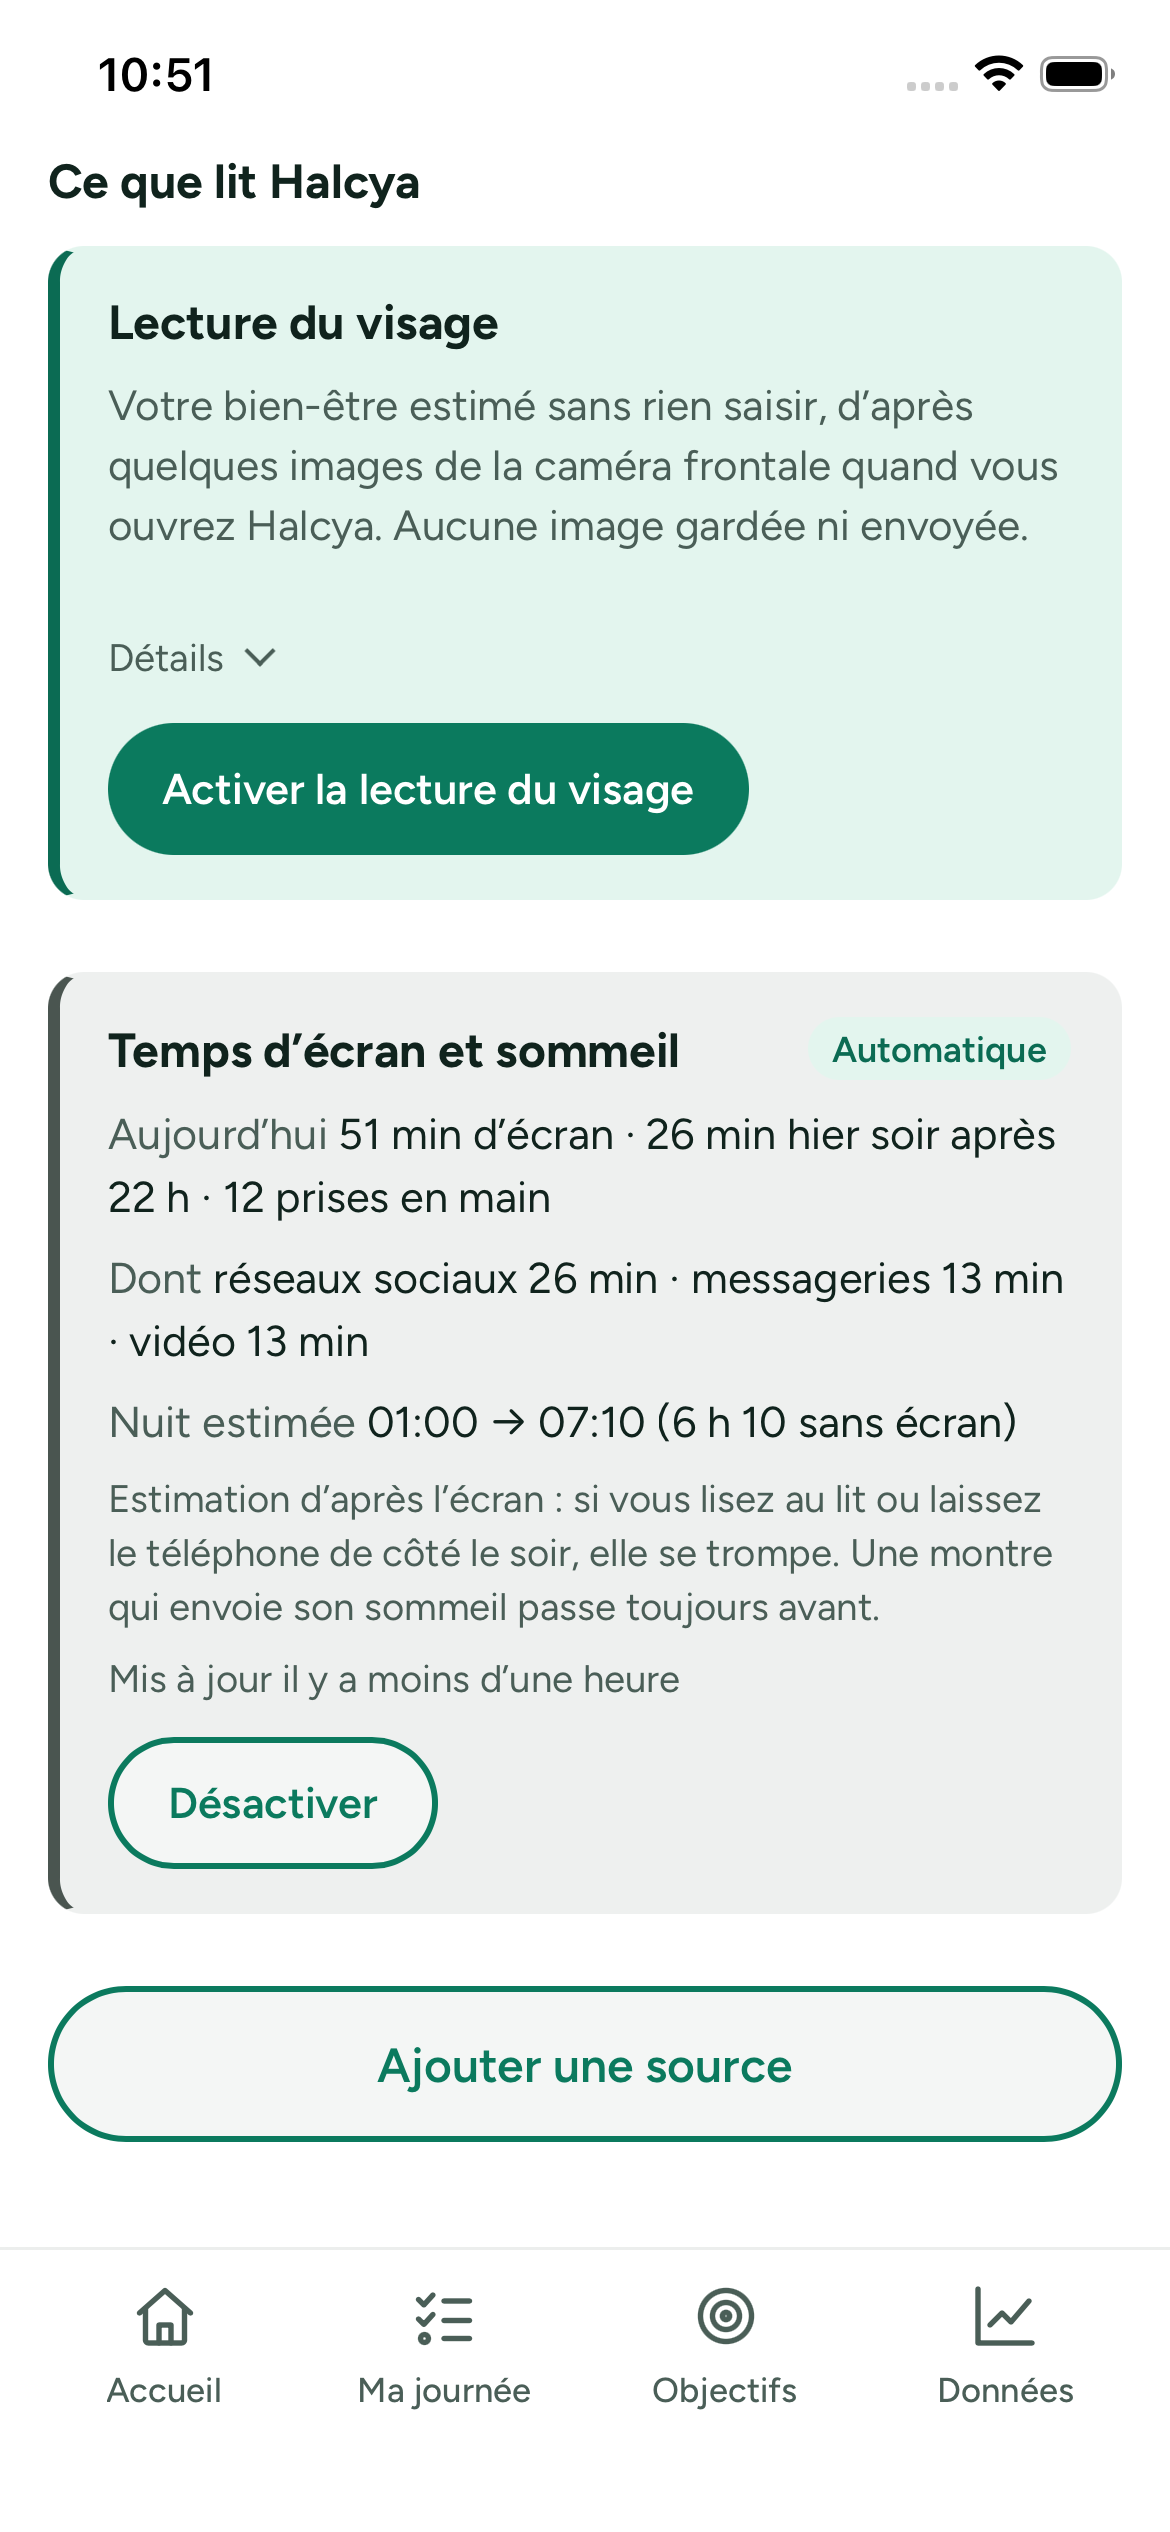 10:51
Ce que lit Halcya
Lecture du visage
Votre bien-être estimé sans rien saisir, d’après
quelques images de la caméra frontale quand vous
ouvrez Halcya. Aucune image gardée ni envoyée.
Détails
Activer la lecture du visage
Temps d’écran et sommeil
Automatique
Aujourd’hui 51 min d’écran · 26 min hier soir après
22 h · 12 prises en main
Dont réseaux sociaux 26 min · messageries 13 min
· vidéo 13 min
Nuit estimée 01:00 → 07:10 (6 h 10 sans écran)
Estimation d’après l’écran : si vous lisez au lit ou laissez
le téléphone de côté le soir, elle se trompe. Une montre
qui envoie son sommeil passe toujours avant.
Mis à jour il y a moins d’une heure
Désactiver
Ajouter une source
Accueil
Ma journée
Objectifs
Données